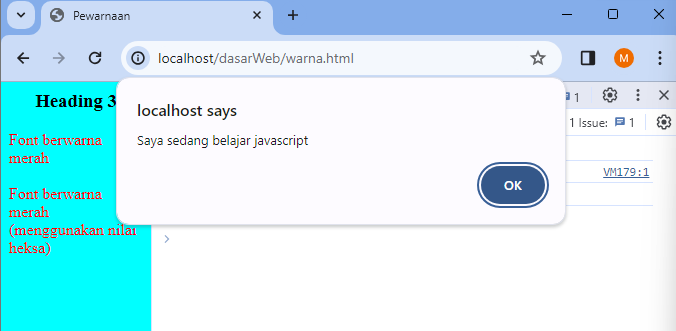 Pewarnaan
localhost/dasarWeb/warna.html
M
Heading 3
localhost says
Saya sedang belajar javascript
OK
1
1 Issue: 1
VM179:1
Font berwarna
merah
Font berwarna
merah
(menggunakan nilai
heksa)